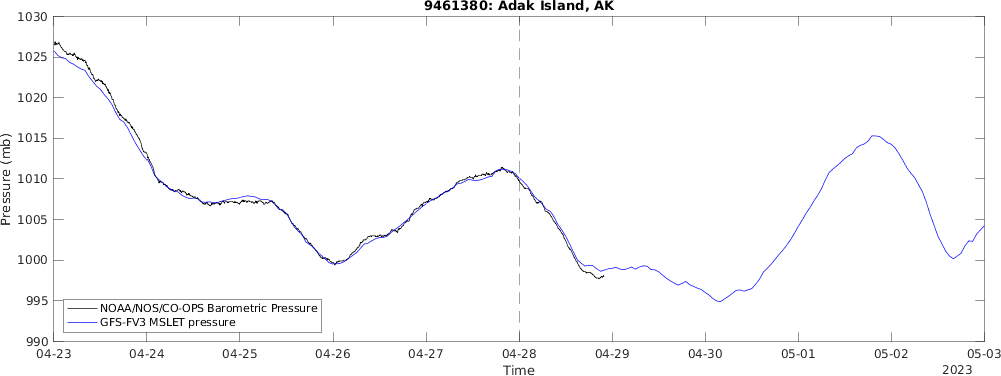 9461380: Adak Island, AK
1030
1025
1020
1015
1010
1005
1000
995
990
Pressure (mb)
NOAA/NOS/CO-OPS Barometric Pressure
GFS-FV3 MSLET pressure
04-23 04-24 04-25 04-26 04-27 04-28 04-29 04-30 05-01 05-02 05-03
Time
2023